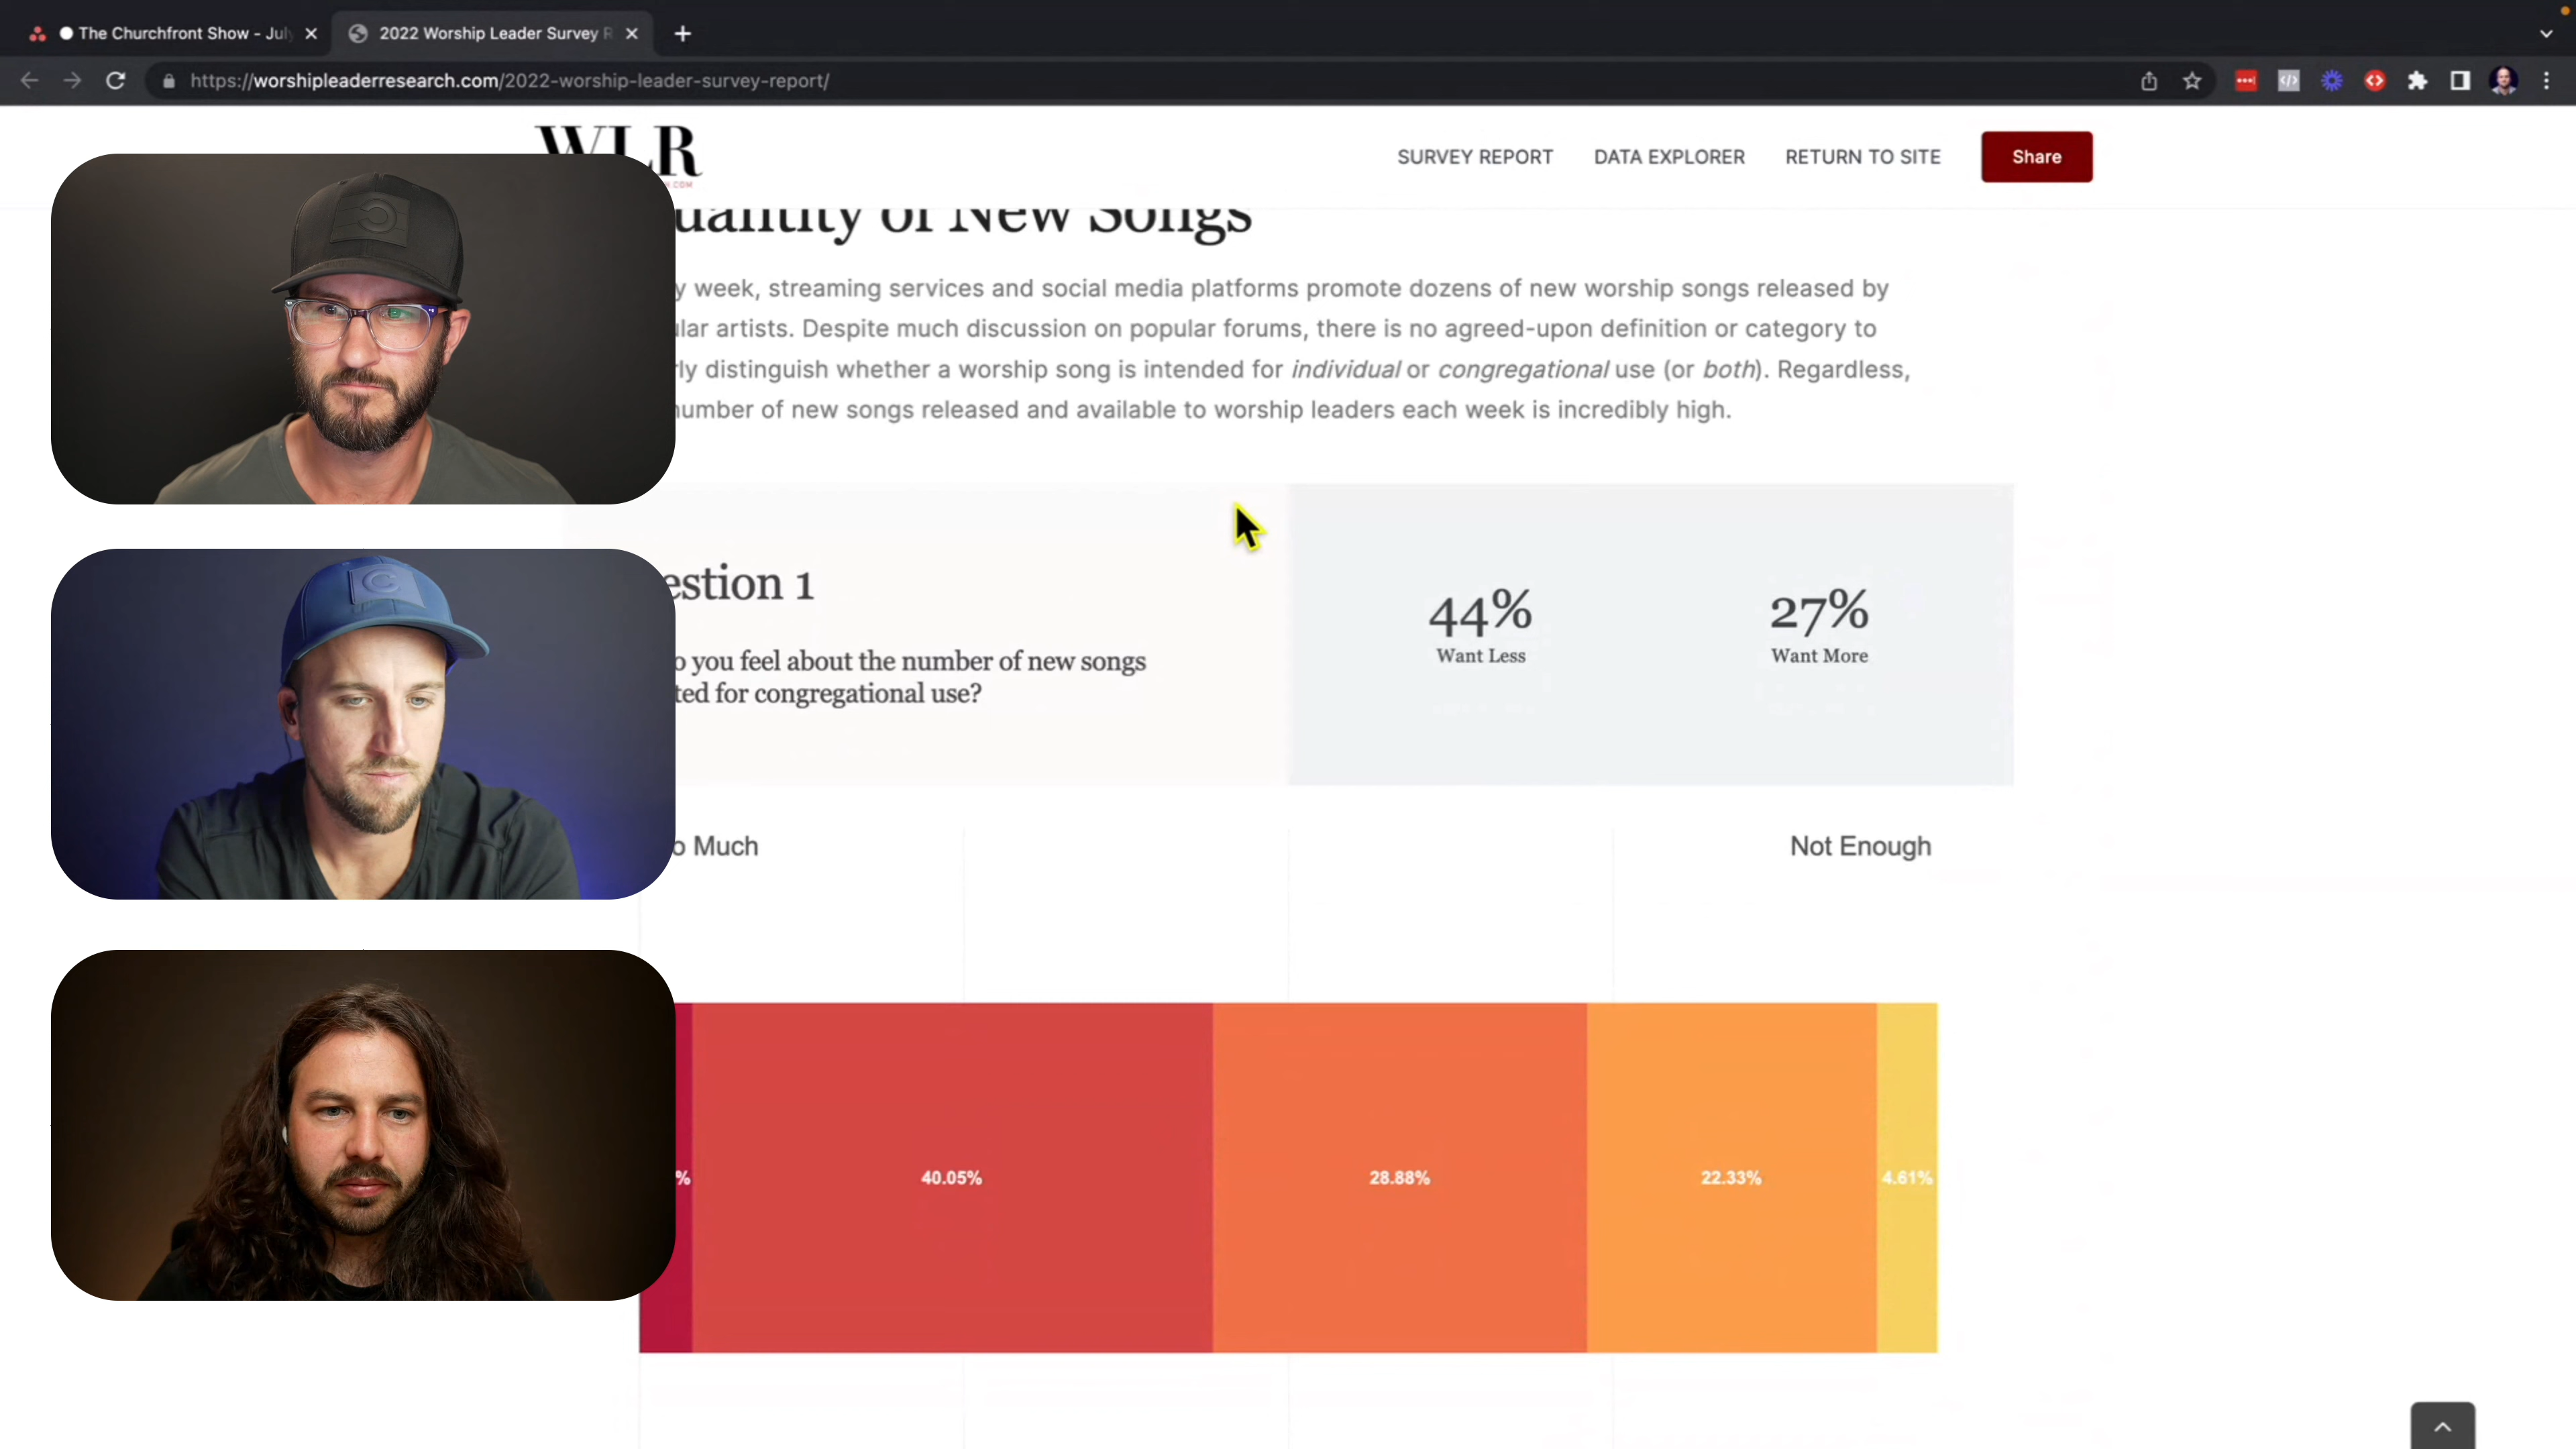 The Churchfront Show - July
2022 Worship Leader Survey R
https://worshipleaderresearch.com/2022-worship-leader-survey-report/
WLR
SURVEY REPORT
DATA EXPLORER
RETURN TO SITE
Share
uantity of New Songs
y week, streaming services and social media platforms promote dozens of new worship songs released by
ular artists. Despite much discussion on popular forums, there is no agreed-upon definition or category to
rly distinguish whether a worship song is intended for individual or congregational use (or both). Regardless,
number of new songs released and available to worship leaders each week is incredibly high.
estion 1
o you feel about the number of new songs
ted for congregational use?
44%
Want Less
27%
Want More
o Much
Not Enough
%
40.05%
28.88%
22.33%
4.61%